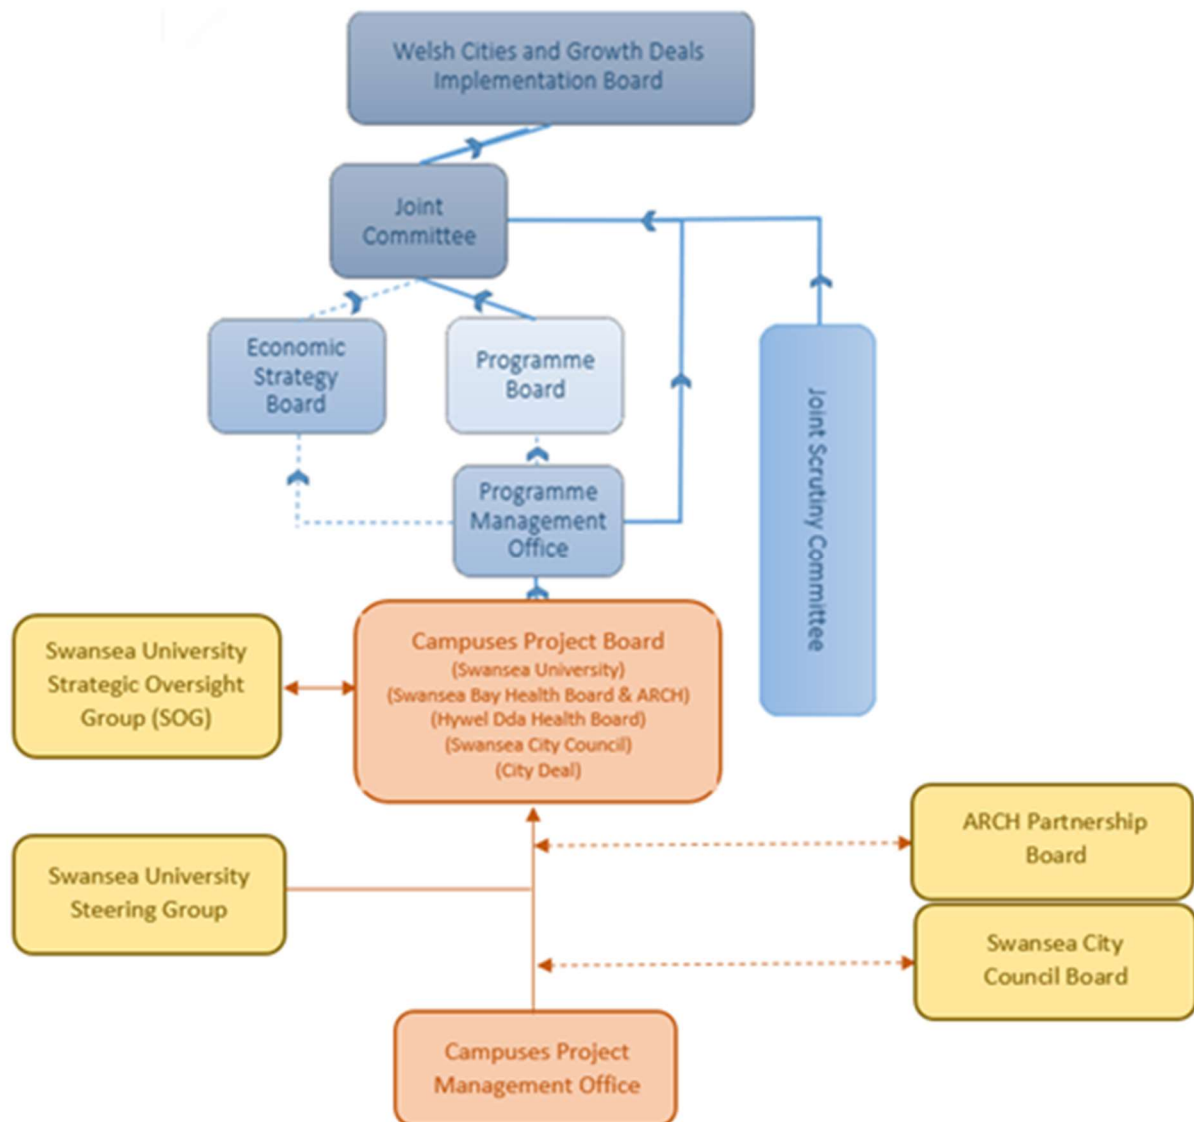 Welsh Cities and Growth Deals
Implementation Board
Joint
Committee
Economic
Strategy
Board
Programme
Board
Programme
Management
Office
Joint Scrutiny Committee
Campuses Project Board
(Swansea University)
(Swansea Bay Health Board & ARCH)
(Hywel Dda Health Board)
(Swansea City Council)
(City Deal)
Swansea University
Strategic Oversight
Group (SOG)
ARCH Partnership
Board
Swansea University
Steering Group
Swansea City
Council Board
Campuses Project
Management Office